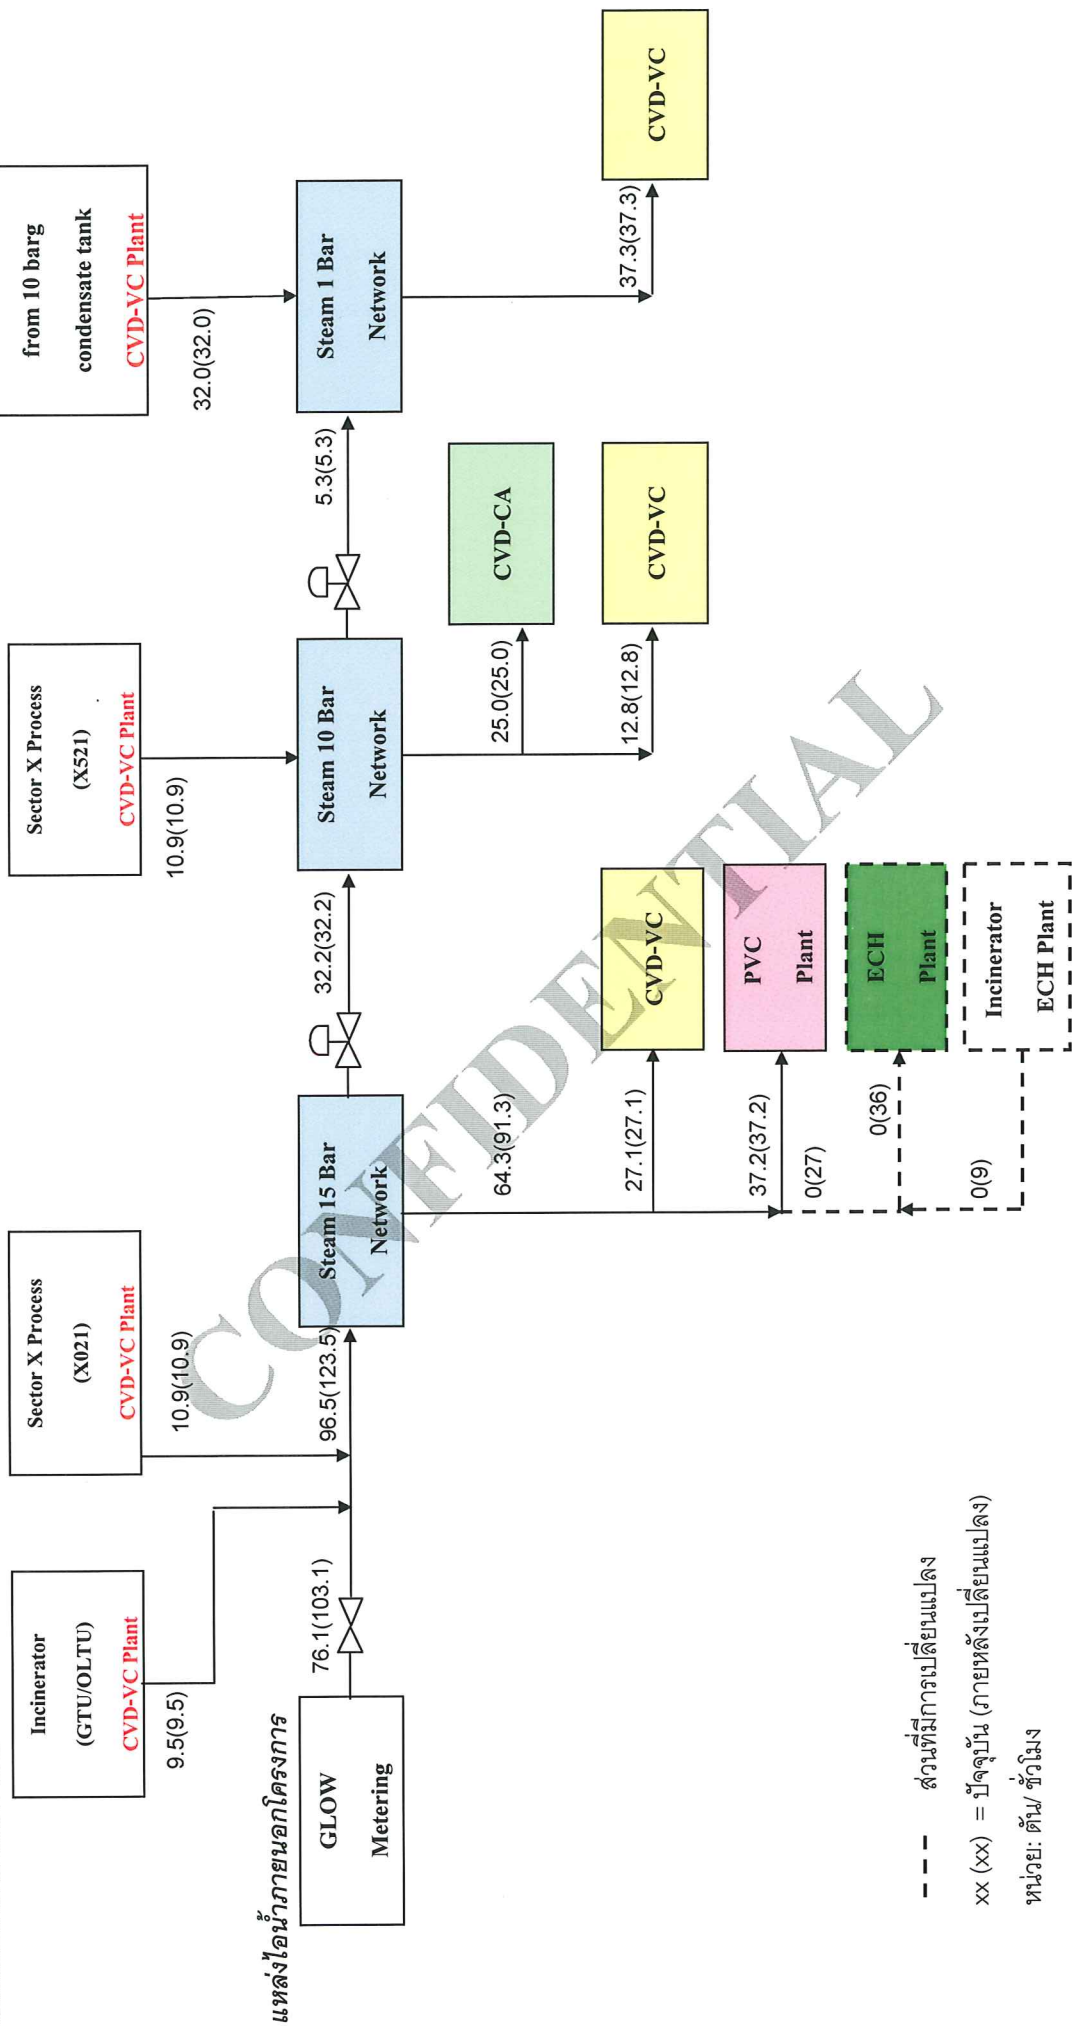 Incinerator
(GTU/OLTU)
CVD-VC Plant
9.5(9.5)
Sector X Process
(X021)
CVD-VC Plant
10.9(10.9)
Sector X Process
(X521)
CVD-VC Plant
10.9(10.9)
from 10 barg
condensate tank
CVD-VC Plant
32.0(32.0)
แหล่งไอน้ำภายนอกโครงการ
GLOW
Metering
76.1(103.1)
96.5(123.5)
Steam 15 Bar
Network
32.2(32.2)
Steam 10 Bar
Network
5.3(5.3)
Steam 1 Bar
Network
64.3(91.3)
27.1(27.1)
CVD-VC
37.2(37.2)
PVC
Plant
0(27)
0(36)
ECH
Plant
0(9)
Incinerator
ECH Plant
25.0(25.0)
CVD-CA
12.8(12.8)
CVD-VC
37.3(37.3)
CVD-VC
CONFIDENTIAL
ส่วนที่มีการเปลี่ยนแปลง
xx (xx) = ปัจจุบัน (ภายหลังเปลี่ยนแปลง)
หน่วย: ตัน/ ชั่วโมง